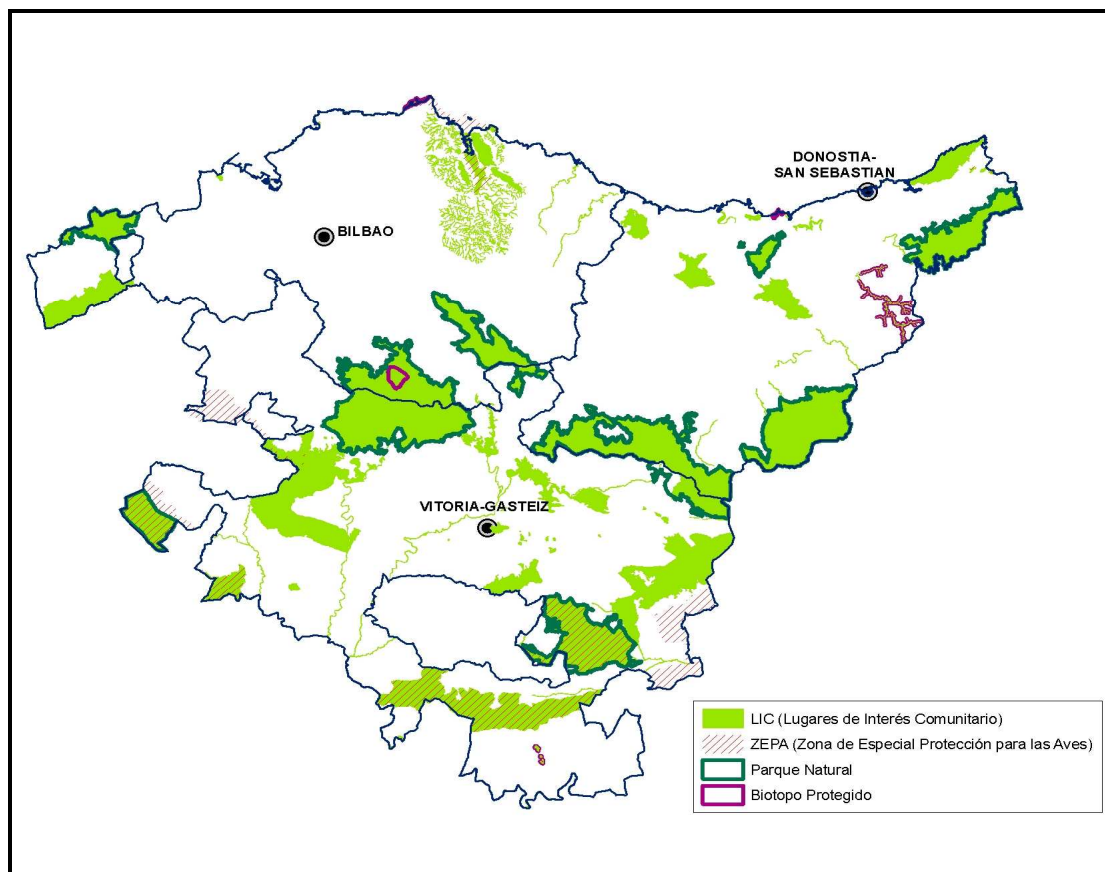 DONOSTIA-
SAN SEBASTIAN
BILBAO
VITORIA-GASTEIZ
LIC (Lugares de Interés Comunitario)
ZEPA (Zona de Especial Protección para las Aves)
Parque Natural
Biotopo Protegido